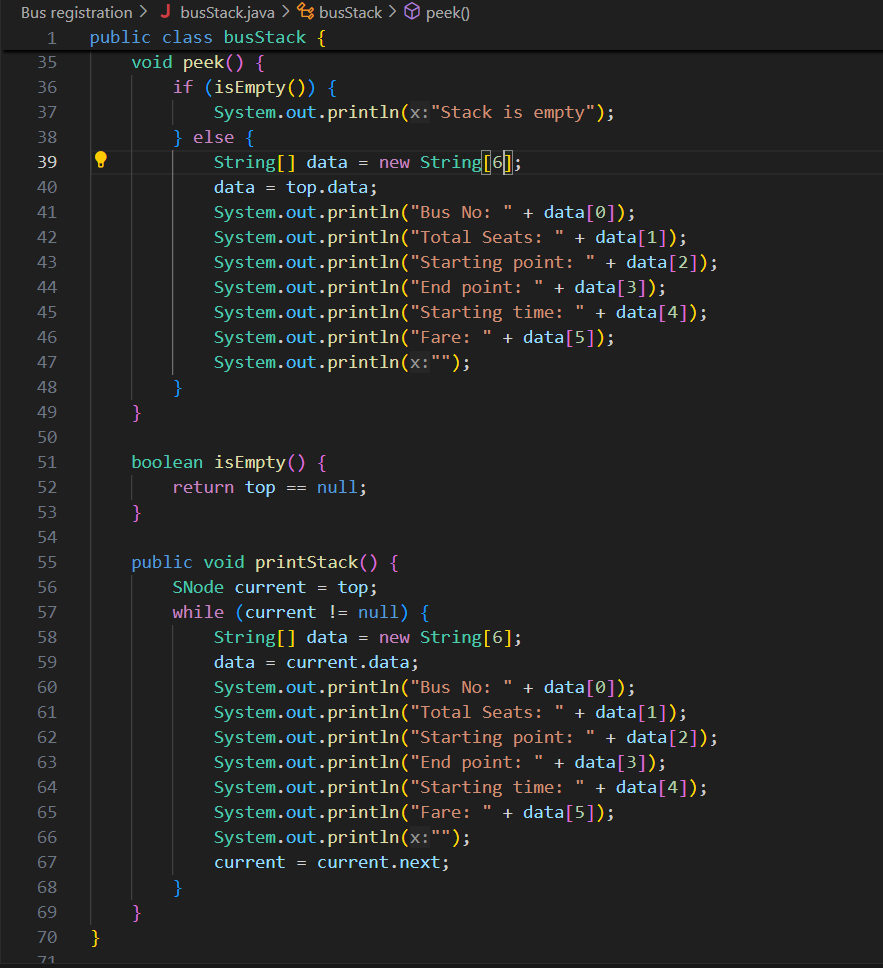 Bus registration > J busStack.java > busStack > peek()
1 public class busStack {
35 void peek() {
36 if (isEmpty()) {
37 System.out.println(x:"Stack is empty");
38 } else {
39 String[] data = new String[6];
40 data = top.data;
41 System.out.println("Bus No: " + data[0]);
42 System.out.println("Total Seats: " + data[1]);
43 System.out.println("Starting point: " + data[2]);
44 System.out.println("End point: " + data[3]);
45 System.out.println("Starting time: " + data[4]);
46 System.out.println("Fare: " + data[5]);
47 System.out.println(x:"");
48 }
49 }
50
51 boolean isEmpty() {
52 return top == null;
53 }
54
55 public void printStack() {
56 SNode current = top;
57 while (current != null) {
58 String[] data = new String[6];
59 data = current.data;
60 System.out.println("Bus No: " + data[0]);
61 System.out.println("Total Seats: " + data[1]);
62 System.out.println("Starting point: " + data[2]);
63 System.out.println("End point: " + data[3]);
64 System.out.println("Starting time: " + data[4]);
65 System.out.println("Fare: " + data[5]);
66 System.out.println(x:"");
67 current = current.next;
68 }
69 }
70 }
71